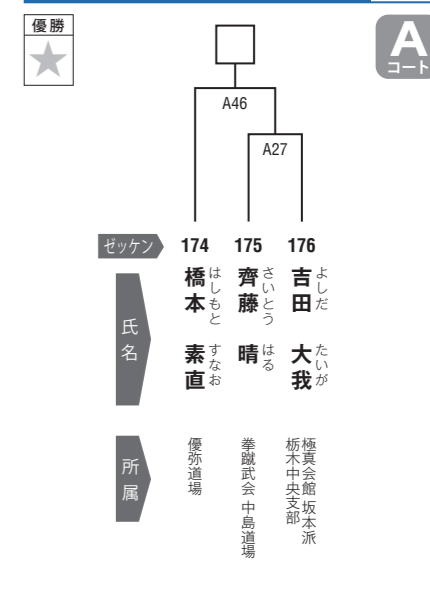 優勝
A
コート
A46
A27
ゼッケン 174 175 176
氏名
橋本 素直
はしもと すなお
齊藤 晴
さいとう はる
吉田 大我
よしだ たいが
所属
優弥道場
拳蹴武会 中島道場
極真会館 坂本派
栃木中央支部